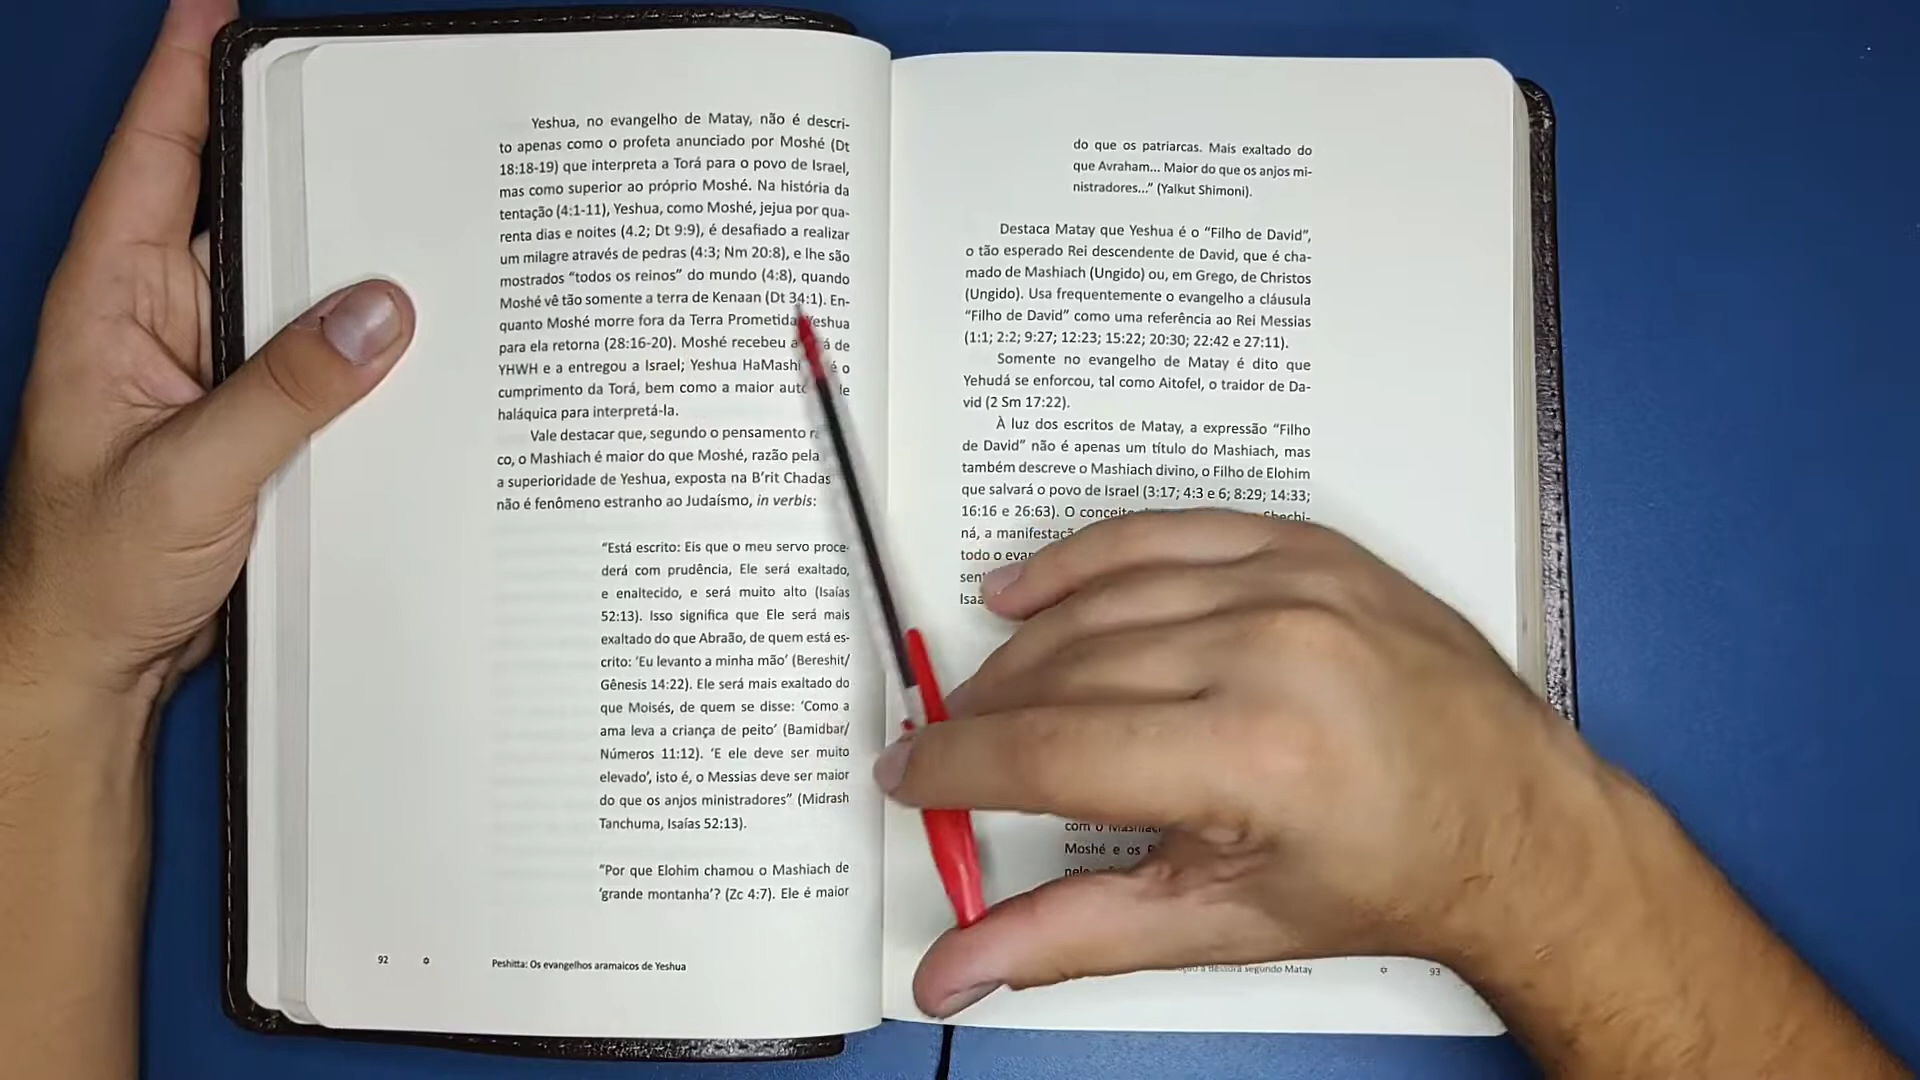 Yeshua, no evangelho de Matay, não é descri-
to apenas como o profeta anunciado por Moshé (Dt
18:18-19) que interpreta a Torá para o povo de Israel,
mas como superior ao próprio Moshé. Na história da
tentação (4:1-11), Yeshua, como Moshé, jejua por qua-
renta dias e noites (4.2; Dt 9:9), é desafiado a realizar
um milagre através de pedras (4:3; Nm 20:8), e lhe são
mostrados “todos os reinos” do mundo (4:8), quando
Moshé vê tão somente a terra de Kenaan (Dt 34:1). En-
quanto Moshé morre fora da Terra Prometida, Yeshua
para ela retorna (28:16-20). Moshé recebeu a de
YHWH e a entregou a Israel; Yeshua é o
cumprimento da Torá, bem como a maior
haláquica para interpretá-la.
Vale destacar que, segundo o pensamento
co, o Mashiach é maior do que Moshé, razão pela
a superioridade de Yeshua, exposta na B’rit
não é fenômeno estranho ao Judaísmo, in verbis:
“Está escrito: Eis que o meu servo proce-
derá com prudência, Ele será exaltado,
e enaltecido, e será muito alto (Isaías
52:13). Isso significa que Ele será mais
exaltado do que Abraão, de quem está es-
crito: ‘Eu levanto a minha mão’ (Bereshit/
Gênesis 14:22). Ele será mais exaltado do
que Moisés, de quem se disse: ‘Como a
ama leva a criança de peito’ (Bamidbar/
Números 11:12). ‘E ele deve ser muito
elevado’, isto é, o Messias deve ser maior
do que os anjos ministradores” (Midrash
Tanchuma, Isaías 52:13).
“Por que Elohim chamou o Mashiach de
‘grande montanha’? (Zc 4:7). Ele é maior
92 Peshitta: Os evangelhos aramaicos de Yeshua
do que os patriarcas. Mais exaltado do
que Avraham... Maior do que os anjos mi-
nistradores...” (Yalkut Shimoni).
Destaca Matay que Yeshua é o “Filho de David”,
o tão esperado Rei descendente de David, que é cha-
mado de Mashiach (Ungido) ou, em Grego, de Christos
(Ungido). Usa frequentemente o evangelho a cláusula
“Filho de David” como uma referência ao Rei Messias
(1:1; 2:2; 9:27; 12:23; 15:22; 20:30; 22:42 e 27:11).
Somente no evangelho de Matay é dito que
Yehudá se enforcou, tal como Aitofel, o traidor de Da-
vid (2 Sm 17:22).
À luz dos escritos de Matay, a expressão “Filho
de David” não é apenas um título do Mashiach, mas
também descreve o Mashiach divino, o Filho de Elohim
que salvará o povo de Israel (3:17; 4:3 e 6; 8:29; 14:33;
16:16 e 26:63). O conceito Shechi-
ná, a
todo o
com o
Moshé e os
segundo Matay 93